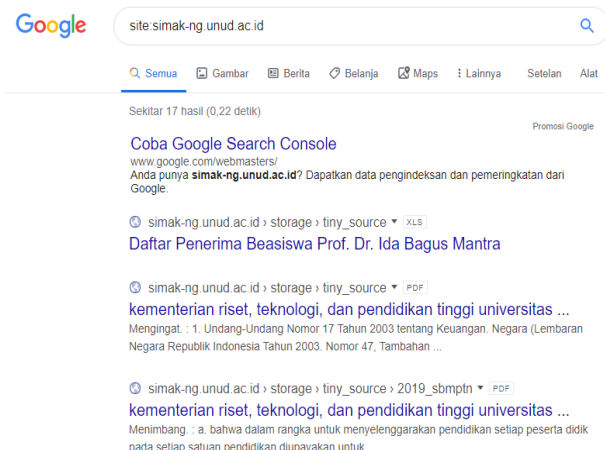 Google
site:simak-ng.unud.ac.id
Semua Gambar Berita Belanja Maps Lainnya Setelan Alat
Sekitar 17 hasil (0,22 detik)
Promosi Google
Coba Google Search Console
www.google.com/webmasters/
Anda punya simak-ng.unud.ac.id? Dapatkan data pengindeksan dan pemeringkatan dari
Google.
simak-ng.unud.ac.id › storage › tiny_source ▾ XLS
Daftar Penerima Beasiswa Prof. Dr. Ida Bagus Mantra
simak-ng.unud.ac.id › storage › tiny_source ▾ PDF
kementerian riset, teknologi, dan pendidikan tinggi universitas ...
Mengingat. : 1. Undang-Undang Nomor 17 Tahun 2003 tentang Keuangan. Negara (Lembaran
Negara Republik Indonesia Tahun 2003. Nomor 47, Tambahan ...
simak-ng.unud.ac.id › storage › tiny_source › 2019_sbmptn ▾ PDF
kementerian riset, teknologi, dan pendidikan tinggi universitas ...
Menimbang. : a. bahwa dalam rangka untuk menyelenggarakan pendidikan setiap peserta didik
pada setiap satuan pendidikan diupayakan untuk